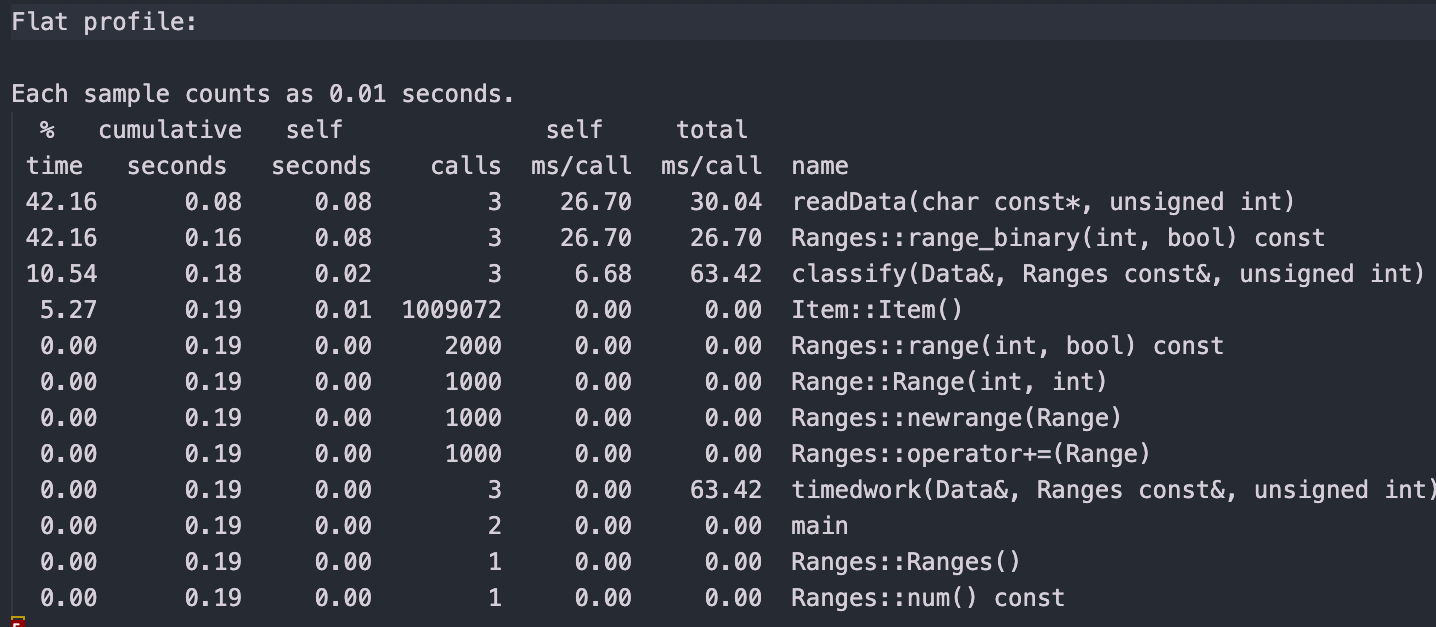 Flat profile:
Each sample counts as 0.01 seconds.
  %   cumulative   self              self     total
 time   seconds   seconds    calls  ms/call  ms/call  name
 42.16      0.08     0.08        3    26.70    30.04  readData(char const*, unsigned int)
 42.16      0.16     0.08        3    26.70    26.70  Ranges::range_binary(int, bool) const
 10.54      0.18     0.02        3     6.68    63.42  classify(Data&, Ranges const&, unsigned int)
  5.27      0.19     0.01  1009072     0.00     0.00  Item::Item()
  0.00      0.19     0.00     2000     0.00     0.00  Ranges::range(int, bool) const
  0.00      0.19     0.00     1000     0.00     0.00  Range::Range(int, int)
  0.00      0.19     0.00     1000     0.00     0.00  Ranges::newrange(Range)
  0.00      0.19     0.00     1000     0.00     0.00  Ranges::operator+=(Range)
  0.00      0.19     0.00        3     0.00    63.42  timedwork(Data&, Ranges const&, unsigned int)
  0.00      0.19     0.00        2     0.00     0.00  main
  0.00      0.19     0.00        1     0.00     0.00  Ranges::Ranges()
  0.00      0.19     0.00        1     0.00     0.00  Ranges::num() const